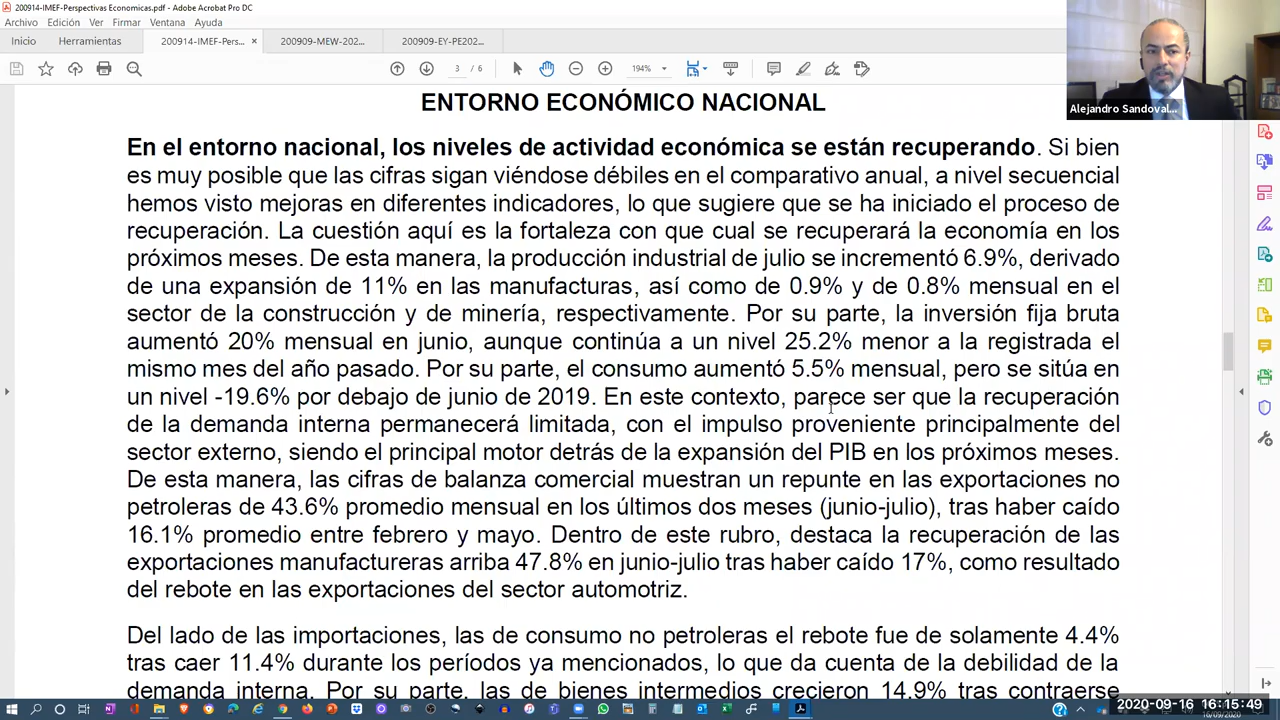 200914-IMEF-Perspectivas Economicas.pdf - Adobe Acrobat Pro DC
Archivo Edición Ver Firmar Ventana Ayuda
Inicio Herramientas 200914-IMEF-Pers... × 200909-MEW-202... 200909-EY-PE202...
3 / 6 194%
Alejandro Sandoval...
ENTORNO ECONÓMICO NACIONAL
En el entorno nacional, los niveles de actividad económica se están recuperando. Si bien
es muy posible que las cifras sigan viéndose débiles en el comparativo anual, a nivel secuencial
hemos visto mejoras en diferentes indicadores, lo que sugiere que se ha iniciado el proceso de
recuperación. La cuestión aquí es la fortaleza con que cual se recuperará la economía en los
próximos meses. De esta manera, la producción industrial de julio se incrementó 6.9%, derivado
de una expansión de 11% en las manufacturas, así como de 0.9% y de 0.8% mensual en el
sector de la construcción y de minería, respectivamente. Por su parte, la inversión fija bruta
aumentó 20% mensual en junio, aunque continúa a un nivel 25.2% menor a la registrada el
mismo mes del año pasado. Por su parte, el consumo aumentó 5.5% mensual, pero se sitúa en
un nivel -19.6% por debajo de junio de 2019. En este contexto, parece ser que la recuperación
de la demanda interna permanecerá limitada, con el impulso proveniente principalmente del
sector externo, siendo el principal motor detrás de la expansión del PIB en los próximos meses.
De esta manera, las cifras de balanza comercial muestran un repunte en las exportaciones no
petroleras de 43.6% promedio mensual en los últimos dos meses (junio-julio), tras haber caído
16.1% promedio entre febrero y mayo. Dentro de este rubro, destaca la recuperación de las
exportaciones manufactureras arriba 47.8% en junio-julio tras haber caído 17%, como resultado
del rebote en las exportaciones del sector automotriz.
Del lado de las importaciones, las de consumo no petroleras el rebote fue de solamente 4.4%
tras caer 11.4% durante los períodos ya mencionados, lo que da cuenta de la debilidad de la
demanda interna. Por su parte, las de bienes intermedios crecieron 14.9% tras contraerse
2020-09-16 16:15:49